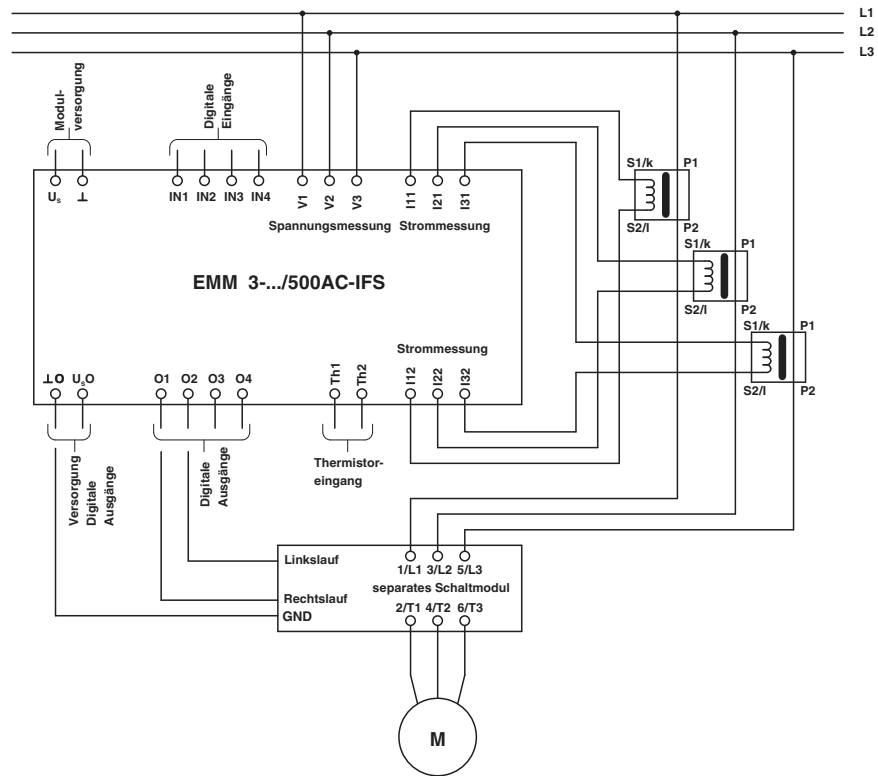 L1
L2
L3
Modul-
versorgung
Digitale
Eingänge
Us
⊥
IN1 IN2 IN3 IN4
V1
V2
V3
I11
I21
I31
Spannungsmessung Strommessung
S1/k P1
S2/l P2
S1/k P1
S2/l P2
S1/k P1
S2/l P2
EMM 3-.../500AC-IFS
Strommessung
⊥O UsO
O1 O2 O3 O4
Th1
Th2
I12
I22
I32
Versorgung
Digitale
Ausgänge
Digitale
Ausgänge
Thermistor-
eingang
Linkslauf
1/L1 3/L2 5/L3
separates Schaltmodul
Rechtslauf
2/T1 4/T2 6/T3
GND
M